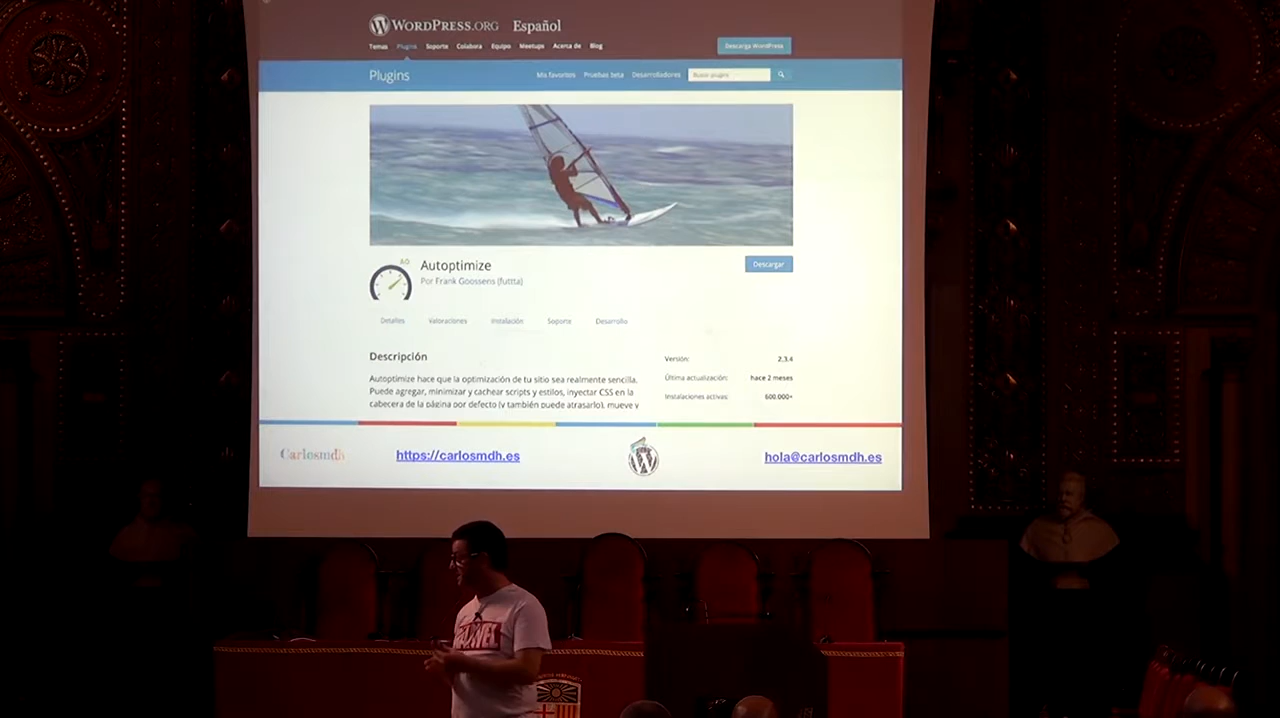 WORDPRESS.ORG Español
Temas Plugins Soporte Colabora Equipo Meetups Acerca de Blog
Descarga WordPress
Plugins
Mis favoritos Pruebas beta Desarrolladores Buscar plugins
AO
Autoptimize
Por Frank Goossens (futtta)
Descargar
Detalles Valoraciones Instalación Soporte Desarrollo
Descripción
Autoptimize hace que la optimización de tu sitio sea realmente sencilla.
Puede agregar, minimizar y cachear scripts y estilos, inyectar CSS en la
cabecera de la página por defecto (y también puede atrasarlo), mueve y
Versión: 2.3.4
Última actualización: hace 2 meses
Instalaciones activas: 600.000+
Carlosmdh
https://carlosmdh.es
hola@carlosmdh.es
MARVEL